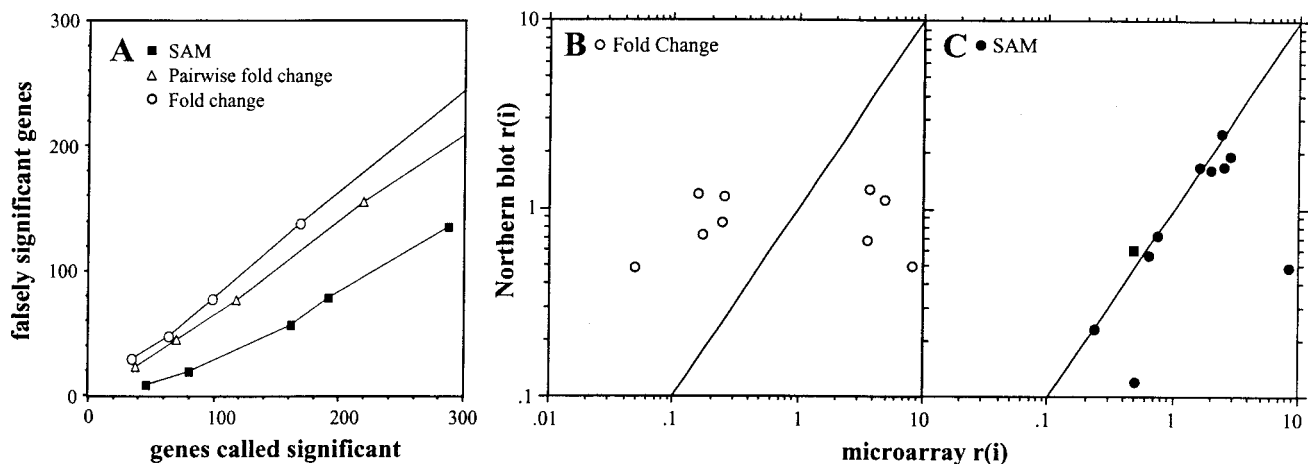 A
SAM
Pairwise fold change
Fold change
falsely significant genes
300
200
100
0
0 100 200 300
genes called significant
B Fold Change
Northern blot r(i)
10
1
.1
.01 .1 1 10
C SAM
.1 1 10
microarray r(i)